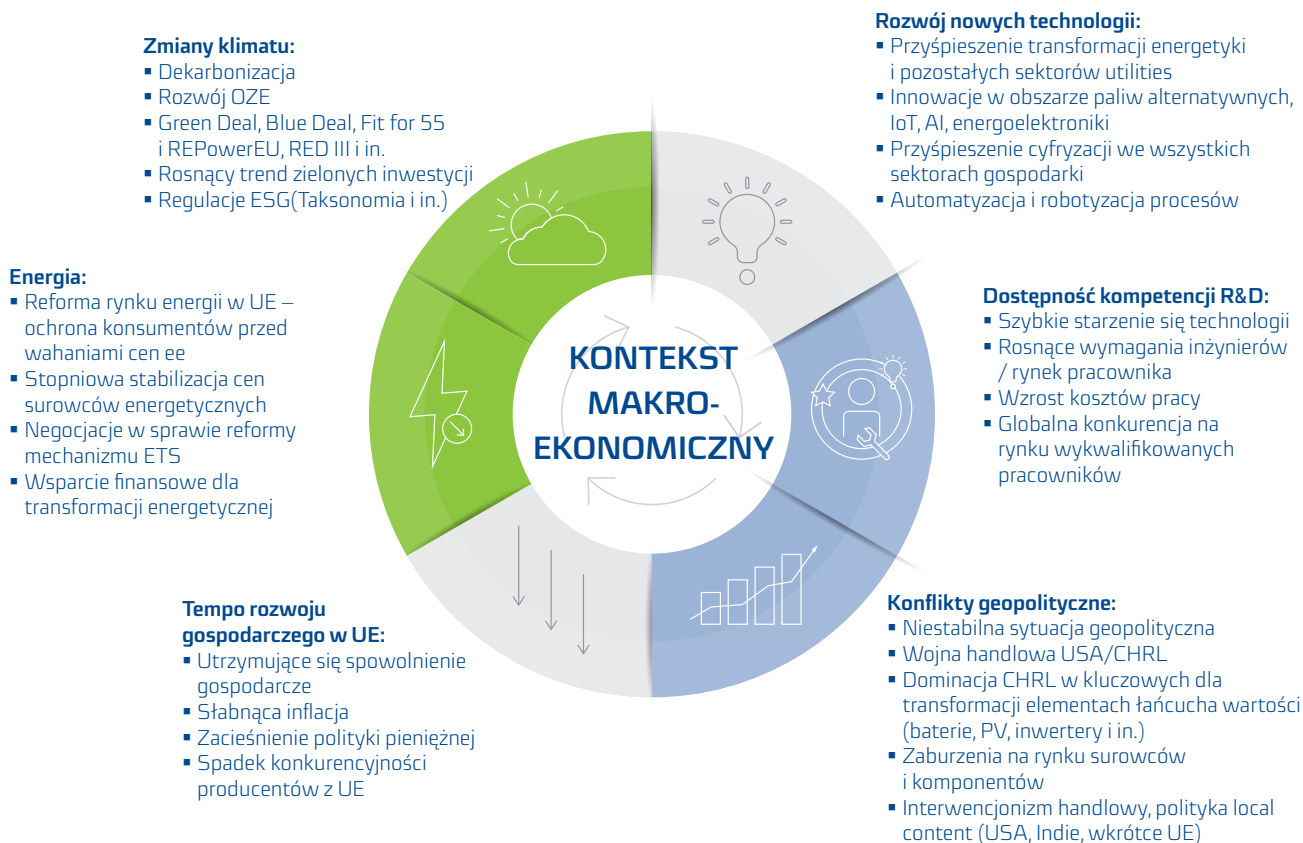 Zmiany klimatu:
▪ Dekarbonizacja
▪ Rozwój OZE
▪ Green Deal, Blue Deal, Fit for 55
i REPowerEU, RED III i in.
▪ Rosnący trend zielonych inwestycji
▪ Regulacje ESG(Taksonomia i in.)
Rozwój nowych technologii:
▪ Przyśpieszenie transformacji energetyki
i pozostałych sektorów utilities
▪ Innowacje w obszarze paliw alternatywnych,
IoT, AI, energoelektroniki
▪ Przyśpieszenie cyfryzacji we wszystkich
sektorach gospodarki
▪ Automatyzacja i robotyzacja procesów
Energia:
▪ Reforma rynku energii w UE –
ochrona konsumentów przed
wahaniami cen ee
▪ Stopniowa stabilizacja cen
surowców energetycznych
▪ Negocjacje w sprawie reformy
mechanizmu ETS
▪ Wsparcie finansowe dla
transformacji energetycznej
KONTEKST
MAKRO-
EKONOMICZNY
Dostępność kompetencji R&D:
▪ Szybkie starzenie się technologii
▪ Rosnące wymagania inżynierów
/ rynek pracownika
▪ Wzrost kosztów pracy
▪ Globalna konkurencja na
rynku wykwalifikowanych
pracowników
Tempo rozwoju
gospodarczego w UE:
▪ Utrzymujące się spowolnienie
gospodarcze
▪ Słabnąca inflacja
▪ Zacieśnienie polityki pieniężnej
▪ Spadek konkurencyjności
producentów z UE
Konflikty geopolityczne:
▪ Niestabilna sytuacja geopolityczna
▪ Wojna handlowa USA/CHRL
▪ Dominacja CHRL w kluczowych dla
transformacji elementach łańcucha wartości
(baterie, PV, inwertery i in.)
▪ Zaburzenia na rynku surowców
i komponentów
▪ Interwencjonizm handlowy, polityka local
content (USA, Indie, wkrótce UE)